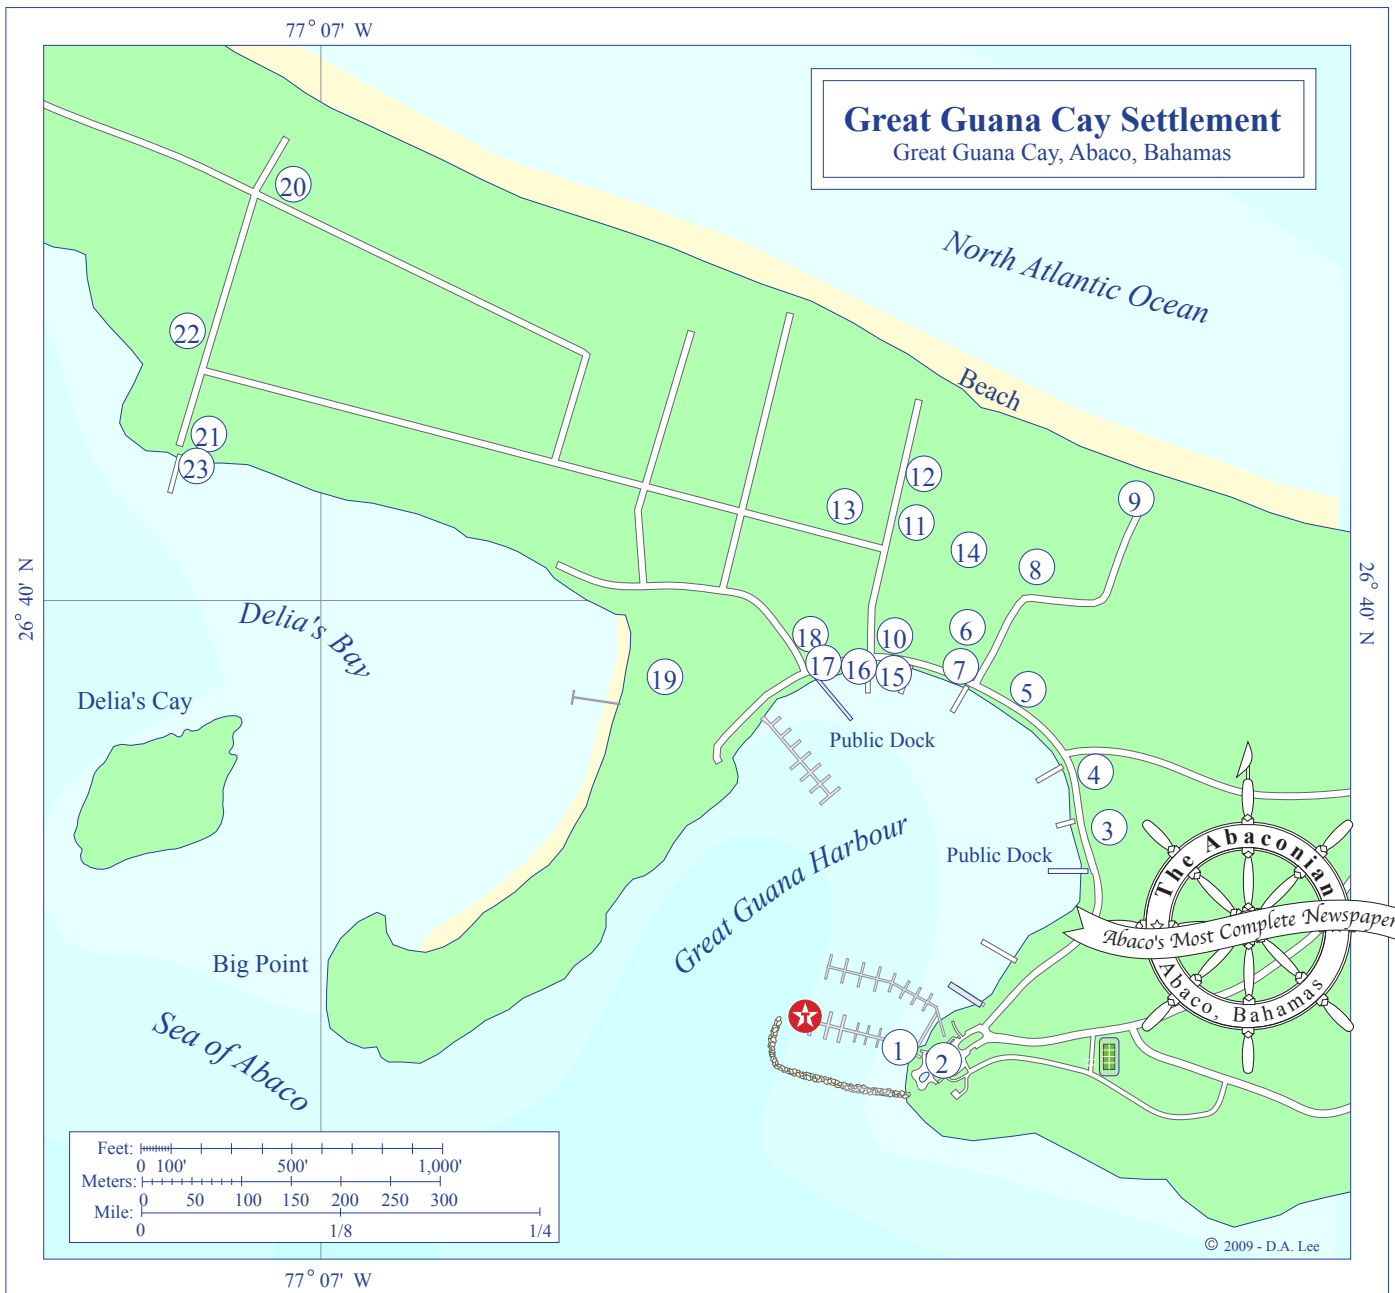 77° 07' W
Great Guana Cay Settlement
Great Guana Cay, Abaco, Bahamas
20
North Atlantic Ocean
22
Beach
21
23
12
13
11
9
14
8
26° 40' N
26° 40' N
Delia's Bay
18
10
6
17
16
15
7
19
5
Delia's Cay
Public Dock
4
3
Great Guana Harbour
Public Dock
The Abaconian
Abaco's Most Complete Newspaper
Abaco, Bahamas
Big Point
Sea of Abaco
T
1
2
Feet:
0 100' 500' 1,000'
Meters:
0 50 100 150 200 250 300
Mile:
0 1/8 1/4
© 2009 - D.A. Lee
77° 07' W